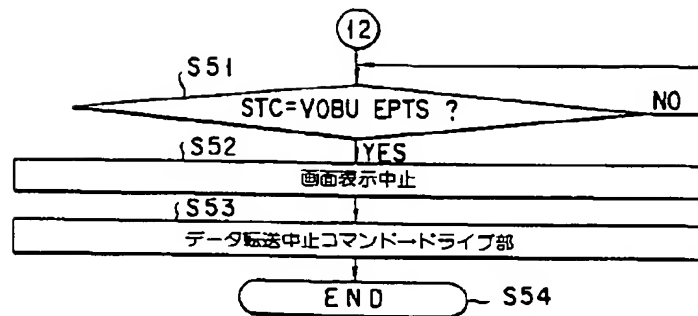 12
S51
STC=VOBU EPTS ?
NO
S52
YES
画面表示中止
S53
データ転送中止コマンド→ドライブ部
END
S54